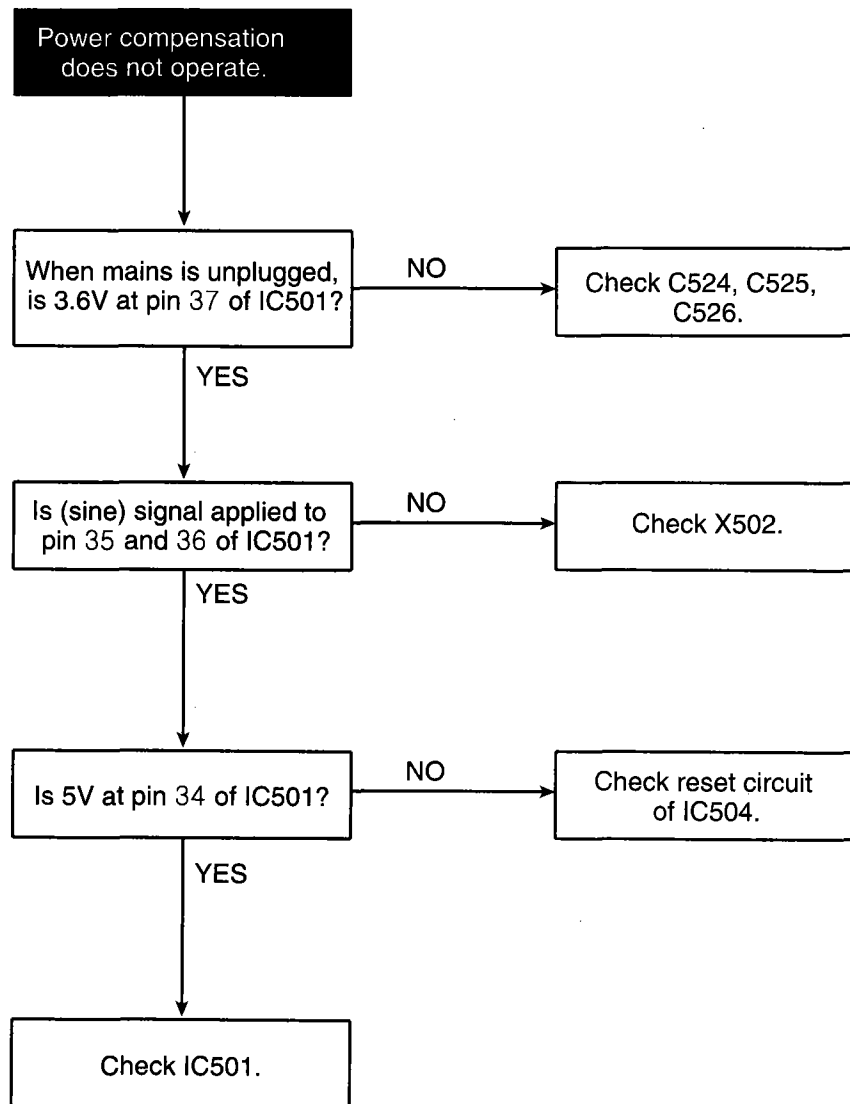 Power compensation
does not operate.
When mains is unplugged,
is 3.6V at pin 37 of IC501?
NO
Check C524, C525,
C526.
YES
Is (sine) signal applied to
pin 35 and 36 of IC501?
NO
Check X502.
YES
Is 5V at pin 34 of IC501?
NO
Check reset circuit
of IC504.
YES
Check IC501.